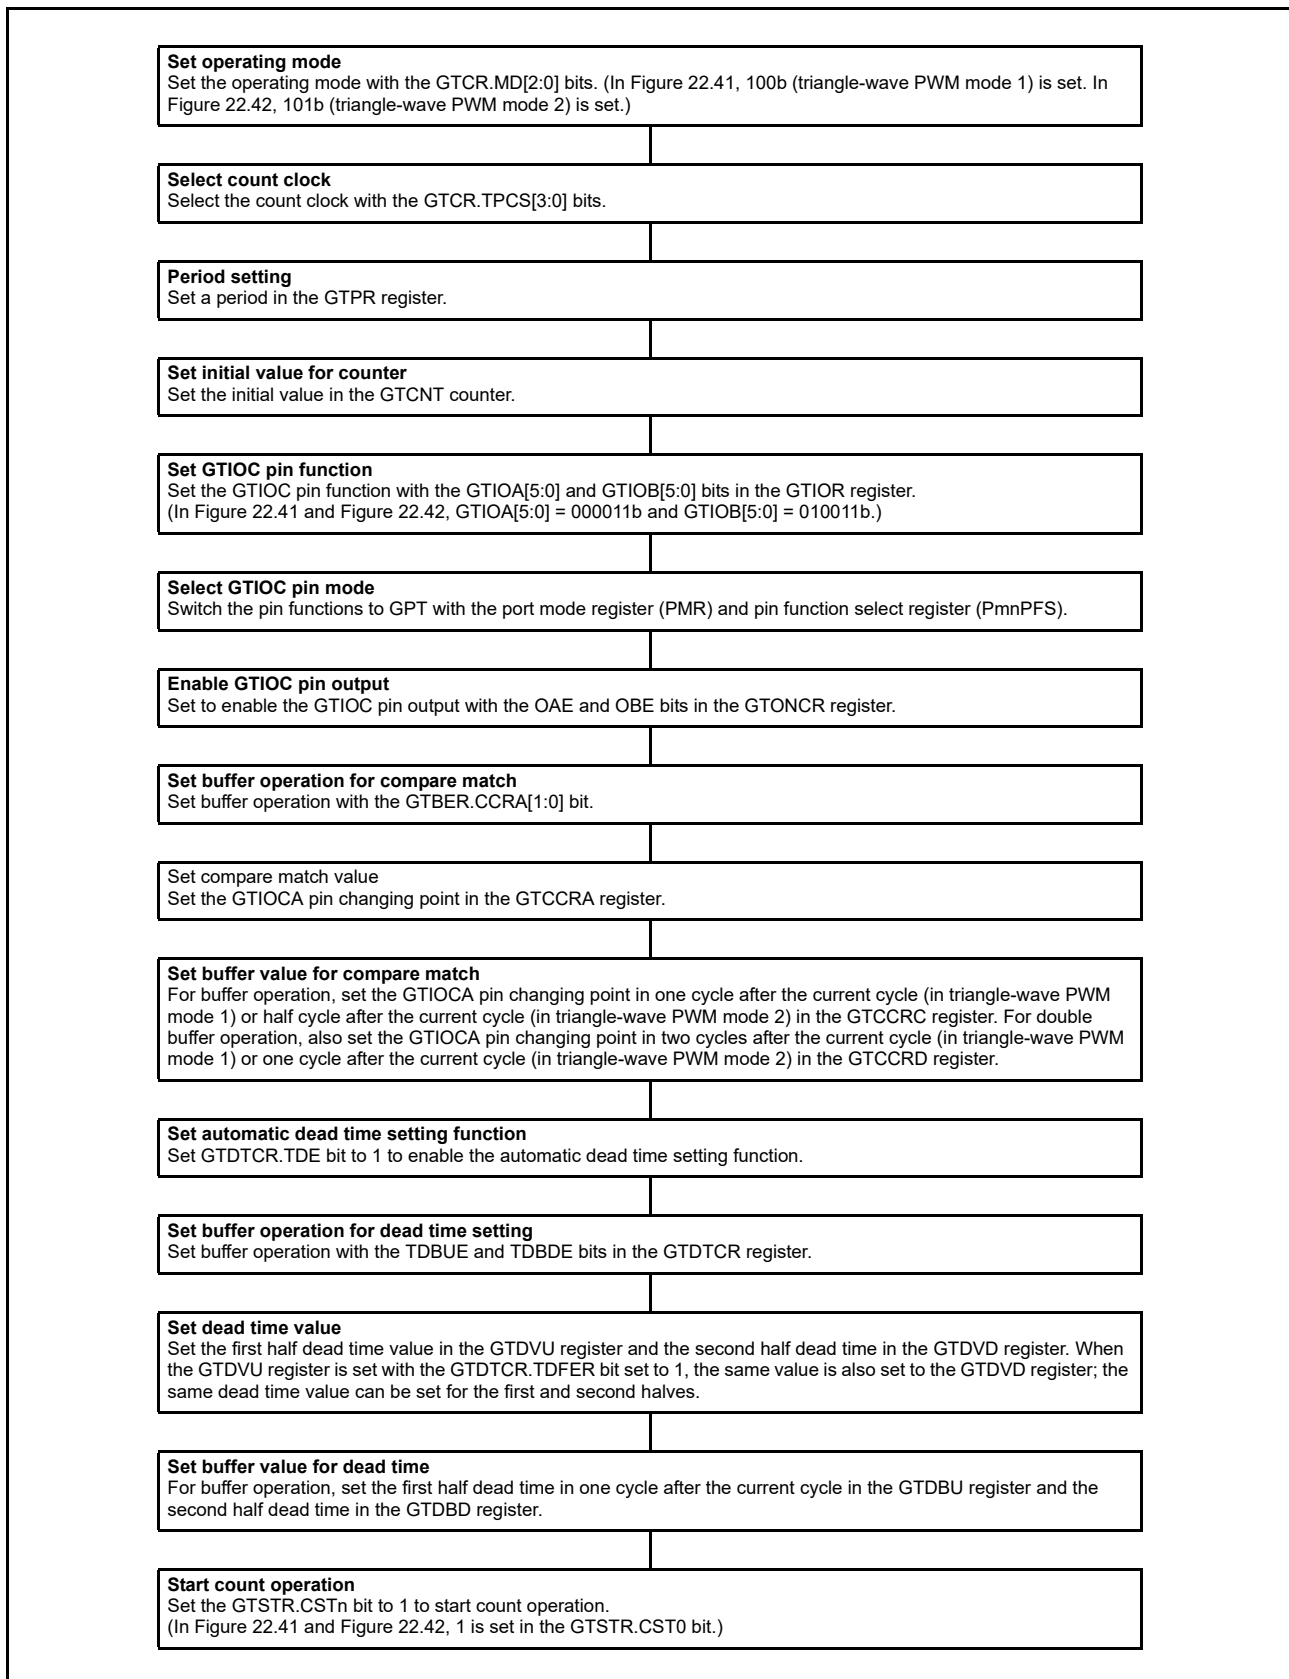 Set operating mode
Set the operating mode with the GTCR.MD[2:0] bits. (In Figure 22.41, 100b (triangle-wave PWM mode 1) is set. In
Figure 22.42, 101b (triangle-wave PWM mode 2) is set.)
Select count clock
Select the count clock with the GTCR.TPCS[3:0] bits.
Period setting
Set a period in the GTPR register.
Set initial value for counter
Set the initial value in the GTCNT counter.
Set GTIOC pin function
Set the GTIOC pin function with the GTIOA[5:0] and GTIOB[5:0] bits in the GTIOR register.
(In Figure 22.41 and Figure 22.42, GTIOA[5:0] = 000011b and GTIOB[5:0] = 010011b.)
Select GTIOC pin mode
Switch the pin functions to GPT with the port mode register (PMR) and pin function select register (PmnPFS).
Enable GTIOC pin output
Set to enable the GTIOC pin output with the OAE and OBE bits in the GTONCR register.
Set buffer operation for compare match
Set buffer operation with the GTBER.CCRA[1:0] bit.
Set compare match value
Set the GTIOCA pin changing point in the GTCCRA register.
Set buffer value for compare match
For buffer operation, set the GTIOCA pin changing point in one cycle after the current cycle (in triangle-wave PWM
mode 1) or half cycle after the current cycle (in triangle-wave PWM mode 2) in the GTCCRC register. For double
buffer operation, also set the GTIOCA pin changing point in two cycles after the current cycle (in triangle-wave PWM
mode 1) or one cycle after the current cycle (in triangle-wave PWM mode 2) in the GTCCRD register.
Set automatic dead time setting function
Set GTDTCR.TDE bit to 1 to enable the automatic dead time setting function.
Set buffer operation for dead time setting
Set buffer operation with the TDBUE and TDBDE bits in the GTDTCR register.
Set dead time value
Set the first half dead time value in the GTDVU register and the second half dead time in the GTDVD register. When
the GTDVU register is set with the GTDTCR.TDFER bit set to 1, the same value is also set to the GTDVD register; the
same dead time value can be set for the first and second halves.
Set buffer value for dead time
For buffer operation, set the first half dead time in one cycle after the current cycle in the GTDBU register and the
second half dead time in the GTDBD register.
Start count operation
Set the GTSTR.CSTn bit to 1 to start count operation.
(In Figure 22.41 and Figure 22.42, 1 is set in the GTSTR.CST0 bit.)